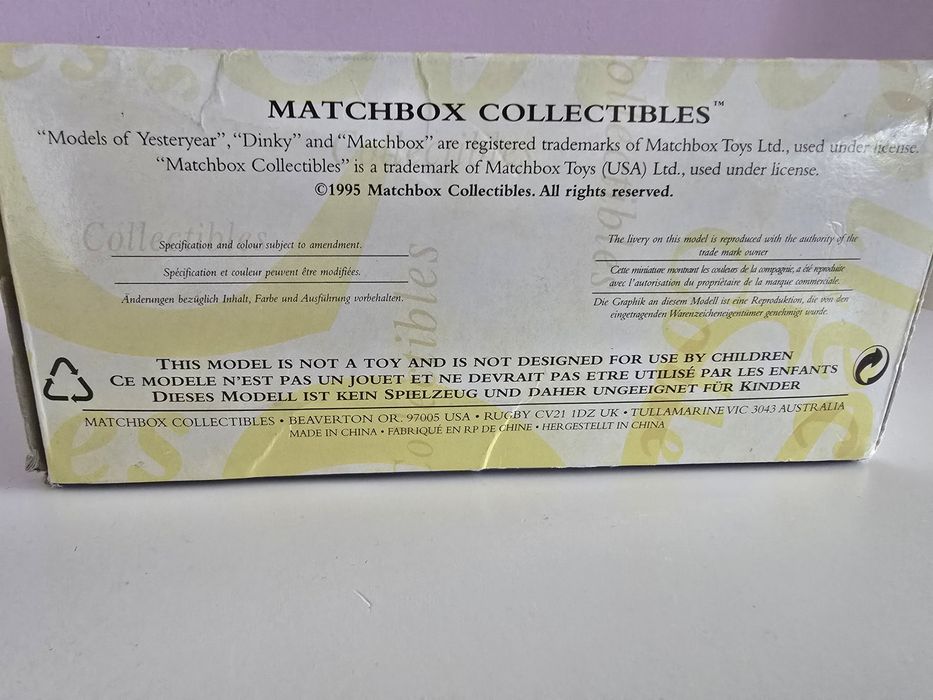 MATCHBOX COLLECTIBLES™
"Models of Yesteryear", "Dinky" and "Matchbox" are registered trademarks of Matchbox Toys Ltd., used under license.
"Matchbox Collectibles" is a trademark of Matchbox Toys (USA) Ltd., used under license.
©1995 Matchbox Collectibles. All rights reserved.
Collectibles
Specification and colour subject to amendment.
Spécification et couleur peuvent être modifiées.
Änderungen bezüglich Inhalt, Farbe und Ausführung vorbehalten.
The livery on this model is reproduced with the authority of the
trade mark owner
Cette miniature montrant les couleurs de la compagnie, a été reproduite
avec l'autorisation du propriétaire de la marque commerciale.
Die Graphik an diesem Modell ist eine Reproduktion, die von den
eingetragenden Warenzeicheneigentümer genehmigt wurde.
THIS MODEL IS NOT A TOY AND IS NOT DESIGNED FOR USE BY CHILDREN
CE MODELE N'EST PAS UN JOUET ET NE DEVRAIT PAS ETRE UTILISÉ PAR LES ENFANTS
DIESES MODELL IST KEIN SPIELZEUG UND DAHER UNGEEIGNET FÜR KINDER
MATCHBOX COLLECTIBLES • BEAVERTON OR. 97005 USA • RUGBY CV21 1DZ UK • TULLAMARINE VIC 3043 AUSTRALIA
MADE IN CHINA • FABRIQUÉ EN RP DE CHINE • HERGESTELLT IN CHINA